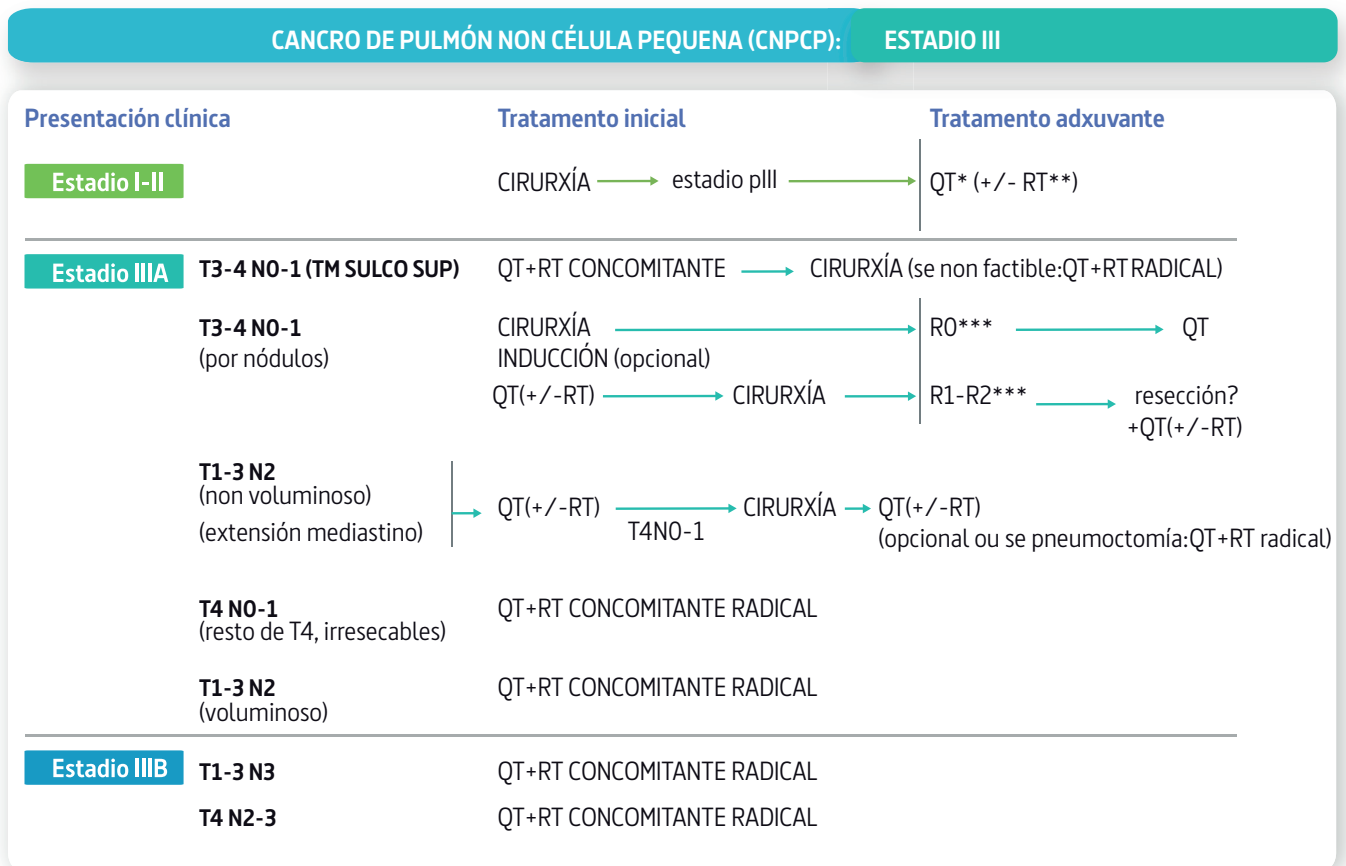 CANCRO DE PULMÓN NON CÉLULA PEQUENA (CNPCP): ESTADIO III
Presentación clínica Tratamento inicial Tratamento adxuvante
Estadio I-II CIRURXÍA estadio pIII QT* (+/- RT**)
Estadio IIIA T3-4 N0-1 (TM SULCO SUP) QT+RT CONCOMITANTE CIRURXÍA (se non factible:QT+RT RADICAL)
T3-4 N0-1 CIRURXÍA R0*** QT
(por nódulos) INDUCCIÓN (opcional)
QT(+/-RT) CIRURXÍA R1-R2*** resección?
+QT(+/-RT)
T1-3 N2
(non voluminoso)
QT(+/-RT) CIRURXÍA QT(+/-RT)
(extensión mediastino) T4N0-1 (opcional ou se pneumoctomía:QT+RT radical)
T4 N0-1 QT+RT CONCOMITANTE RADICAL
(resto de T4, irresecables)
T1-3 N2 QT+RT CONCOMITANTE RADICAL
(voluminoso)
Estadio IIIB T1-3 N3 QT+RT CONCOMITANTE RADICAL
T4 N2-3 QT+RT CONCOMITANTE RADICAL